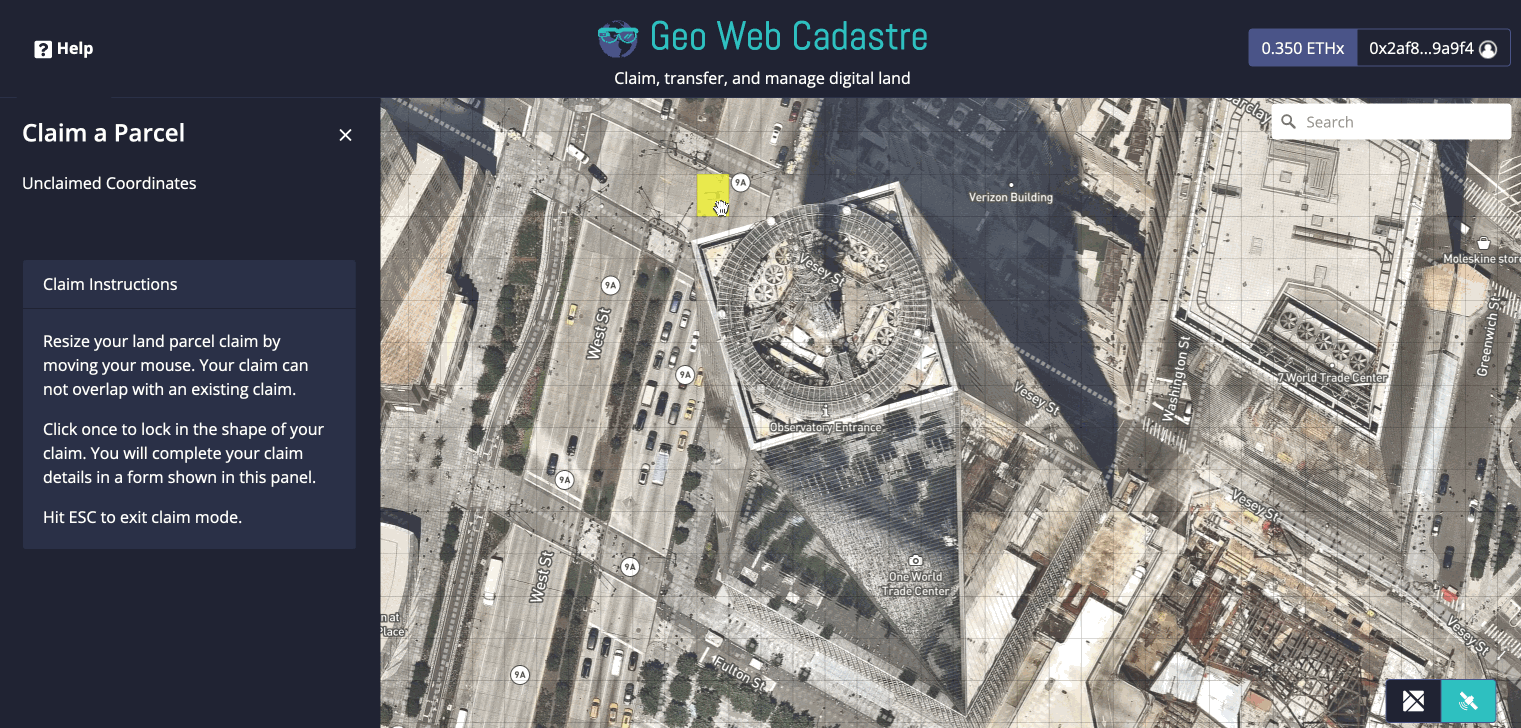 Help
Geo Web Cadastre
Claim, transfer, and manage digital land
0.350 ETHx
0x2af8...9a9f4
Claim a Parcel
Unclaimed Coordinates
Claim Instructions
Resize your land parcel claim by
moving your mouse. Your claim can
not overlap with an existing claim.
Click once to lock in the shape of your
claim. You will complete your claim
details in a form shown in this panel.
Hit ESC to exit claim mode.
Search
9A
Verizon Building
Moleskine store
Vesey St
9A
West St
Greenwich St
Washington St
9A
7 World Trade Center
Vesey St
Observatory Entrance
9A
Vesey St
9A
West St
One World
Trade Center
n at
Place
Vesey St
Fulton St
9A